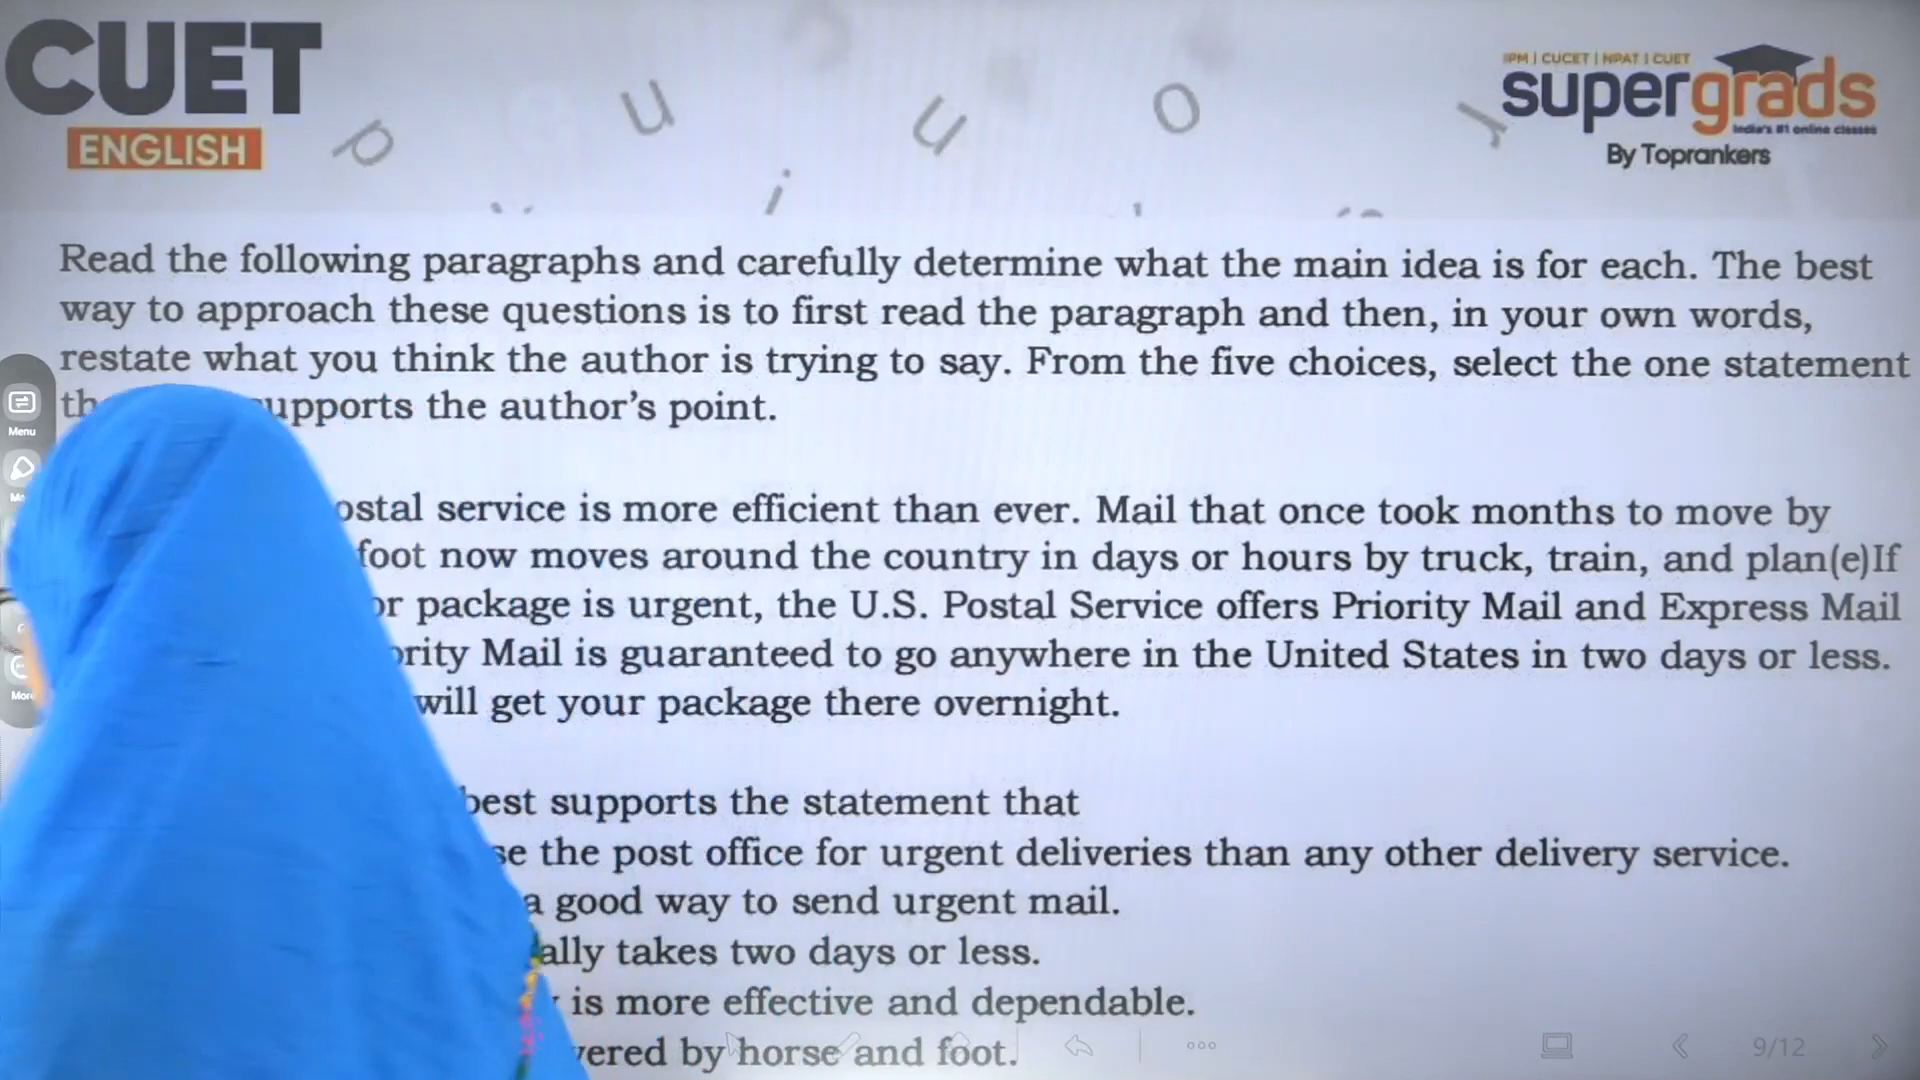 CUET
ENGLISH
p u i u o r
IPM | CUCET | NPAT | CUET
supergrads
India's #1 online classes
By Toprankers
Read the following paragraphs and carefully determine what the main idea is for each. The best
way to approach these questions is to first read the paragraph and then, in your own words,
restate what you think the author is trying to say. From the five choices, select the one statement
upports the author's point.
ostal service is more efficient than ever. Mail that once took months to move by
foot now moves around the country in days or hours by truck, train, and plan(e)If
or package is urgent, the U.S. Postal Service offers Priority Mail and Express Mail
ority Mail is guaranteed to go anywhere in the United States in two days or less.
will get your package there overnight.
best supports the statement that
se the post office for urgent deliveries than any other delivery service.
a good way to send urgent mail.
ally takes two days or less.
is more effective and dependable.
vered by horse and foot.
Menu
More
9/12